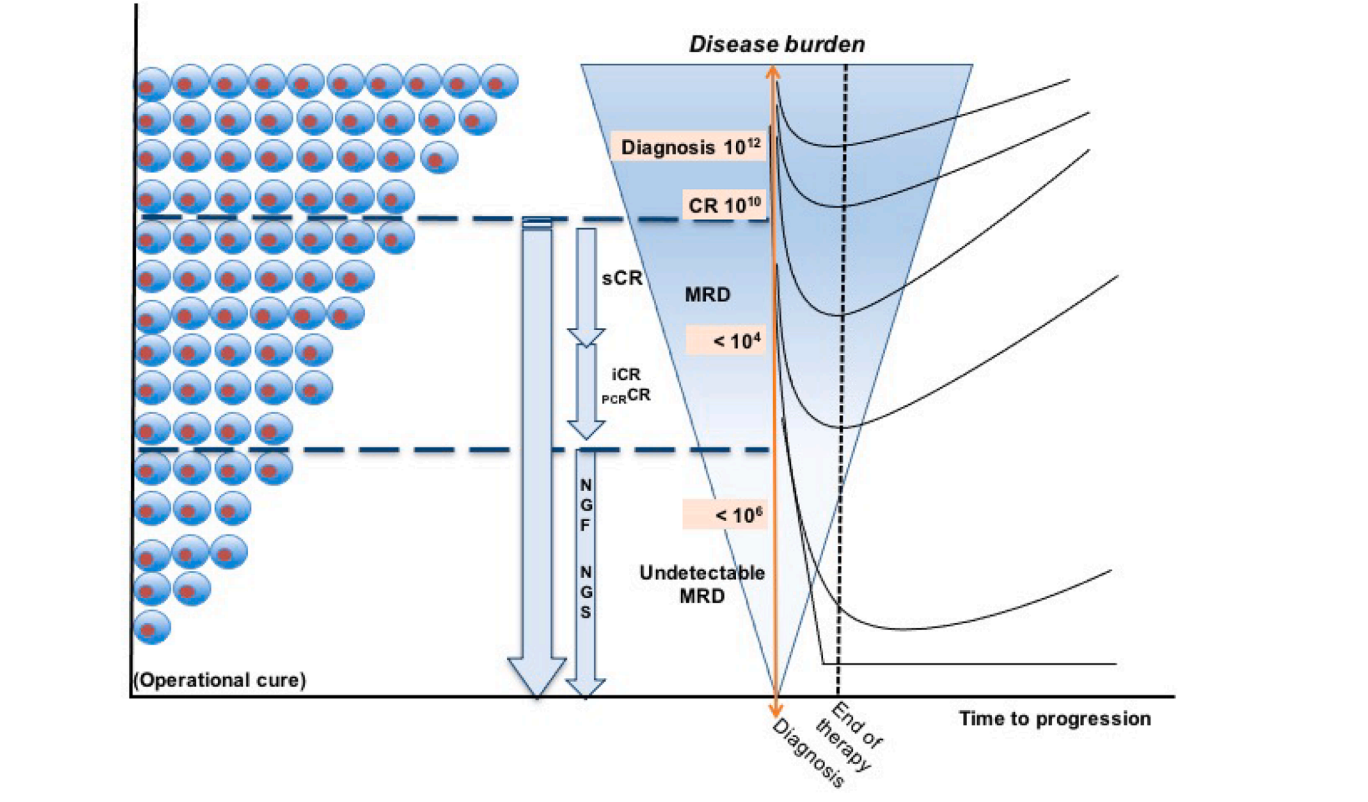 Disease burden
Diagnosis 10¹²
CR 10¹⁰
sCR
MRD
< 10⁴
iCR
PCRCR
N
G
F
N
G
S
< 10⁶
Undetectable
MRD
(Operational cure)
Diagnosis
End of
therapy
Time to progression